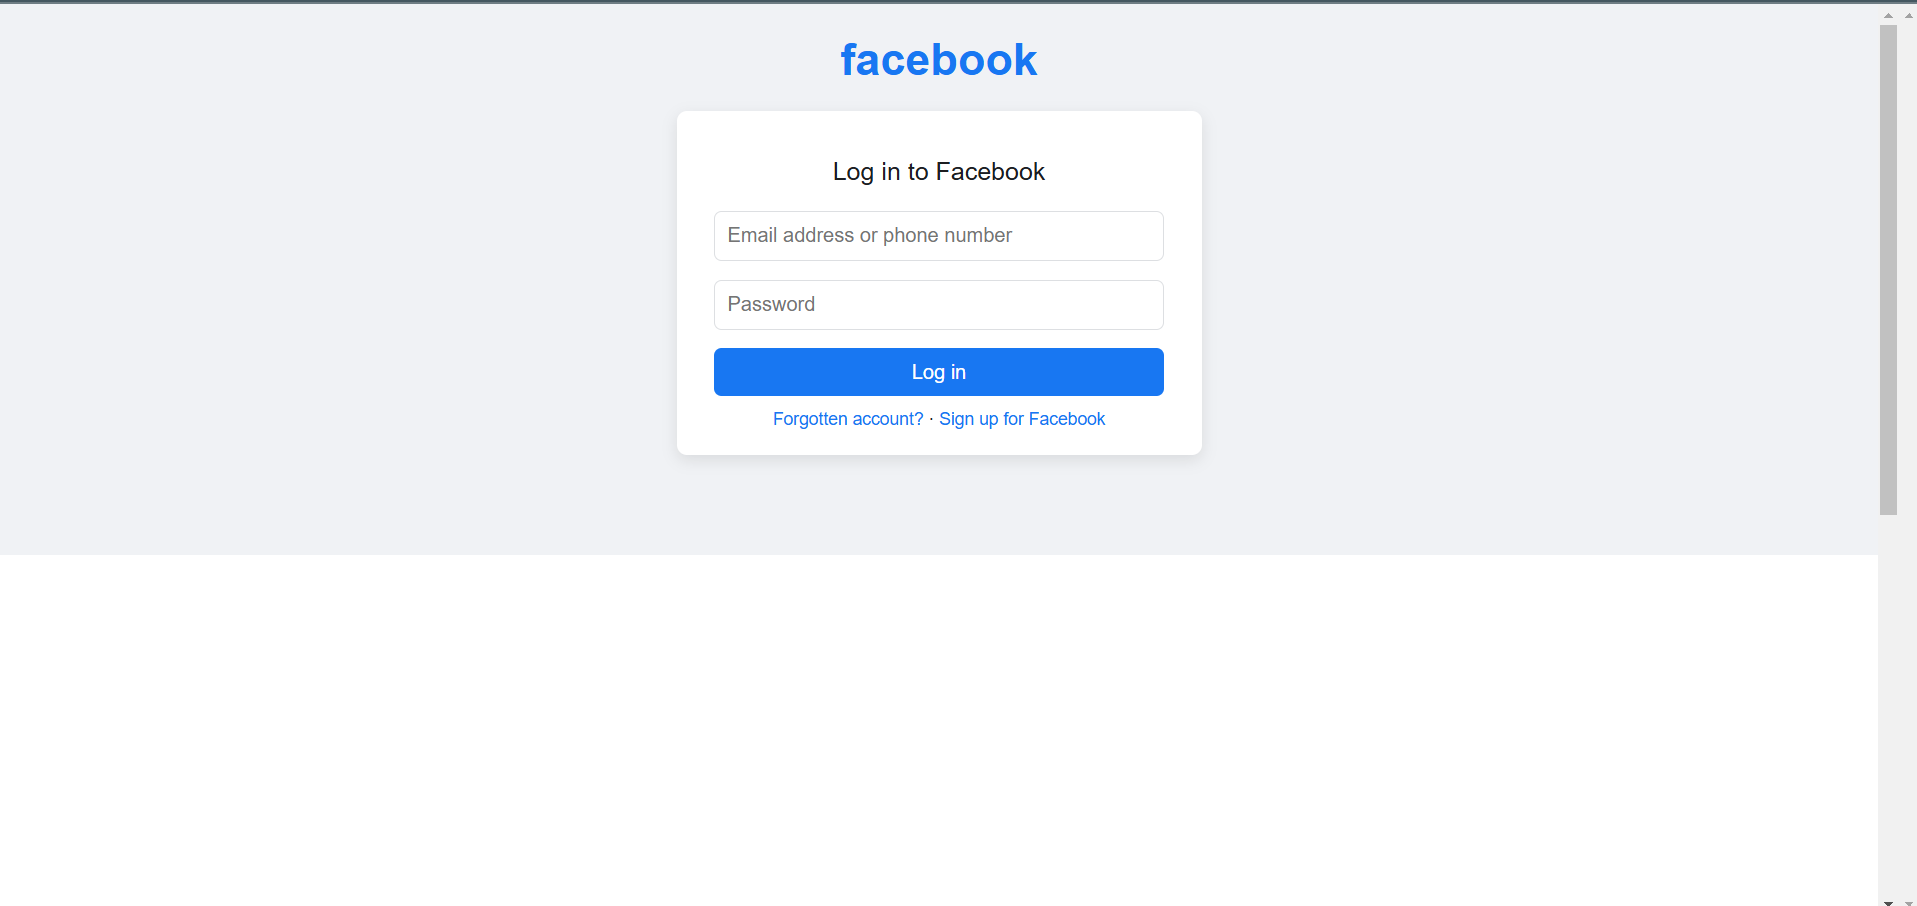 facebook
Log in to Facebook
Email address or phone number
Password
Log in
Forgotten account? · Sign up for Facebook